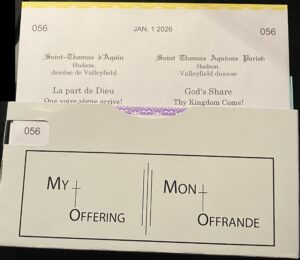 056 JAN. 1 2026 056
Saint-Thomas d'Aquin Saint Thomas Aquinas Parish
Hudson, Hudson,
diocèse de Valleyfield Valleyfield diocese
La part de Dieu God's Share
Que votre règne arrive! Thy Kingdom Come!
056
MY OFFERING
MON OFFRANDE